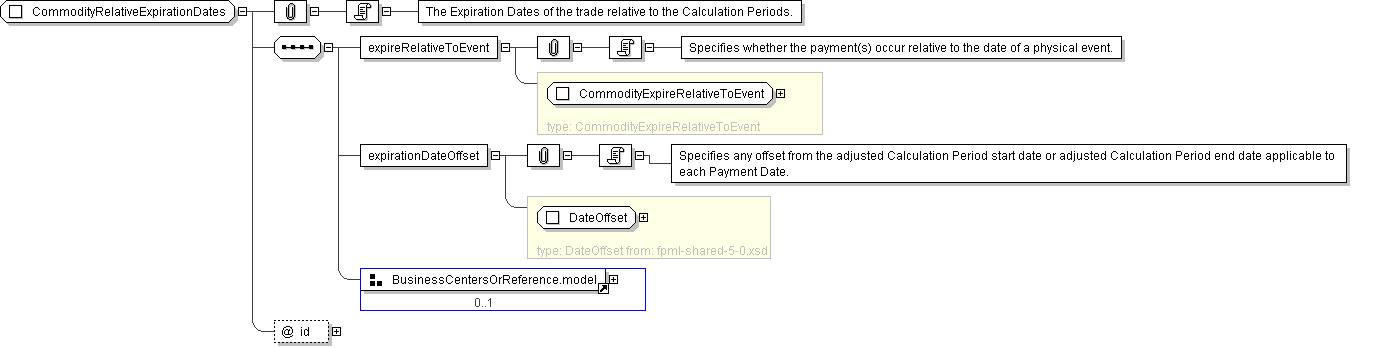 CommodityRelativeExpirationDates
The Expiration Dates of the trade relative to the Calculation Periods.
expireRelativeToEvent
Specifies whether the payment(s) occur relative to the date of a physical event.
CommodityExpireRelativeToEvent
type: CommodityExpireRelativeToEvent
expirationDateOffset
Specifies any offset from the adjusted Calculation Period start date or adjusted Calculation Period end date applicable to
each Payment Date.
DateOffset
type: DateOffset from: fpml-shared-5-0.xsd
BusinessCentersOrReference.model
0..1
@ id